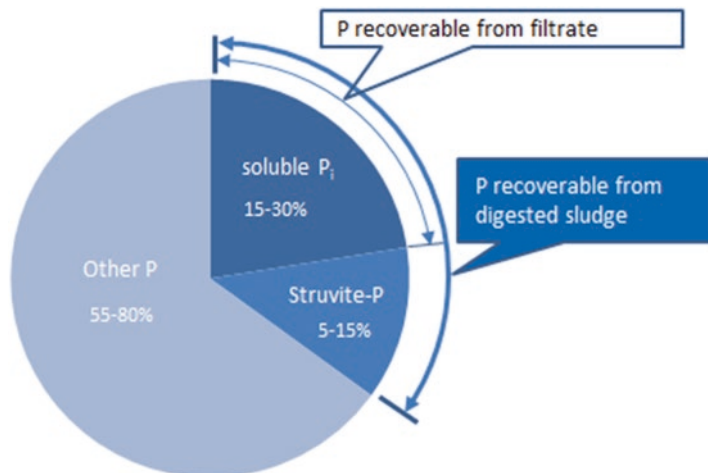 P recoverable from filtrate
soluble Pᵢ
15-30%
P recoverable from
digested sludge
Other P
55-80%
Struvite-P
5-15%